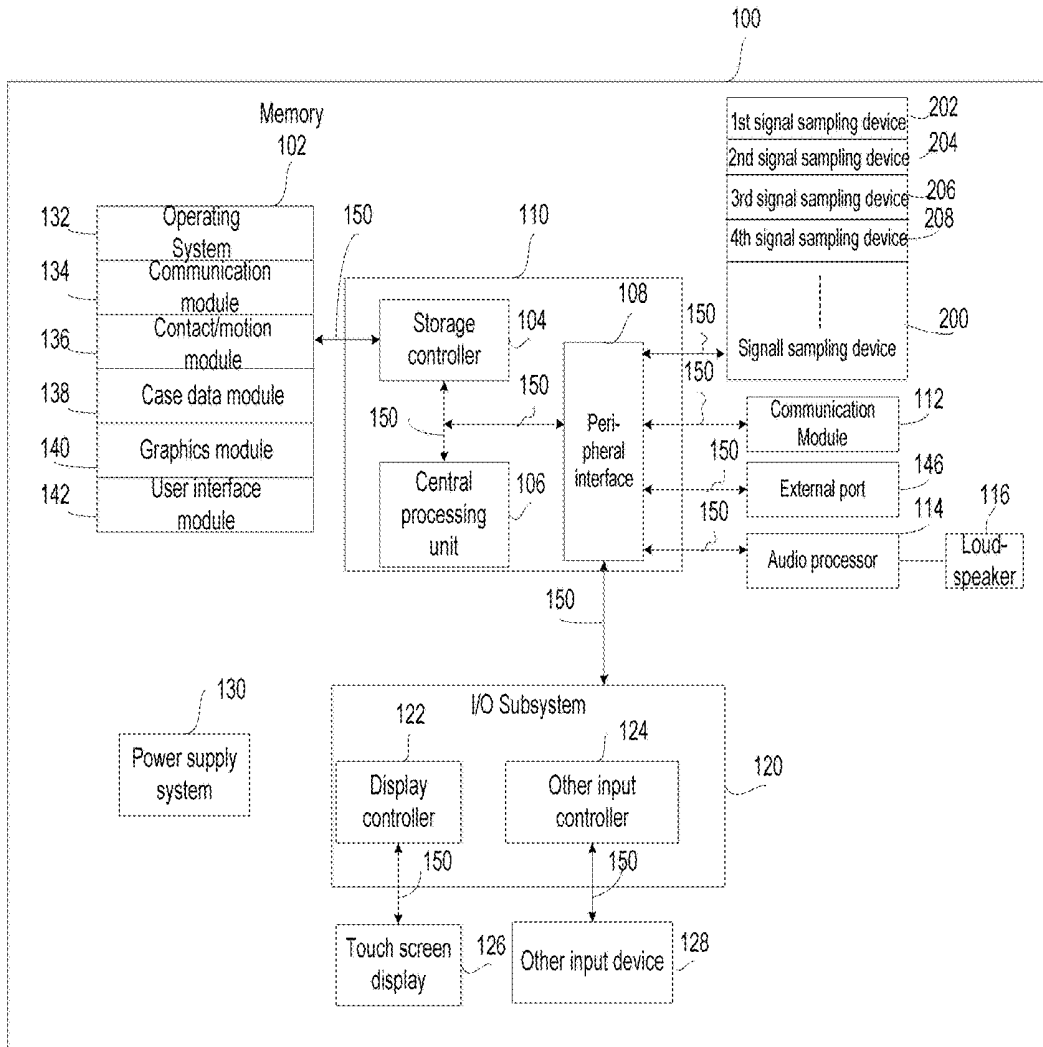 100
Memory
102
132
Operating
System
134
Communication
module
136
Contact/motion
module
138
Case data module
140
Graphics module
142
User interface
module
150
110
Storage
controller
104
150
150
Central
processing
unit
106
108
Peri-
pheral
interface
1st signal sampling device
202
2nd signal sampling device
204
3rd signal sampling device
206
4th signal sampling device
208
Signall sampling device
200
150
150
Communication
Module
112
150
External port
146
150
Audio processor
114
Loud-
speaker
116
150
I/O Subsystem
120
122
Display
controller
124
Other input
controller
150
150
Touch screen
display
126
Other input device
128
130
Power supply
system